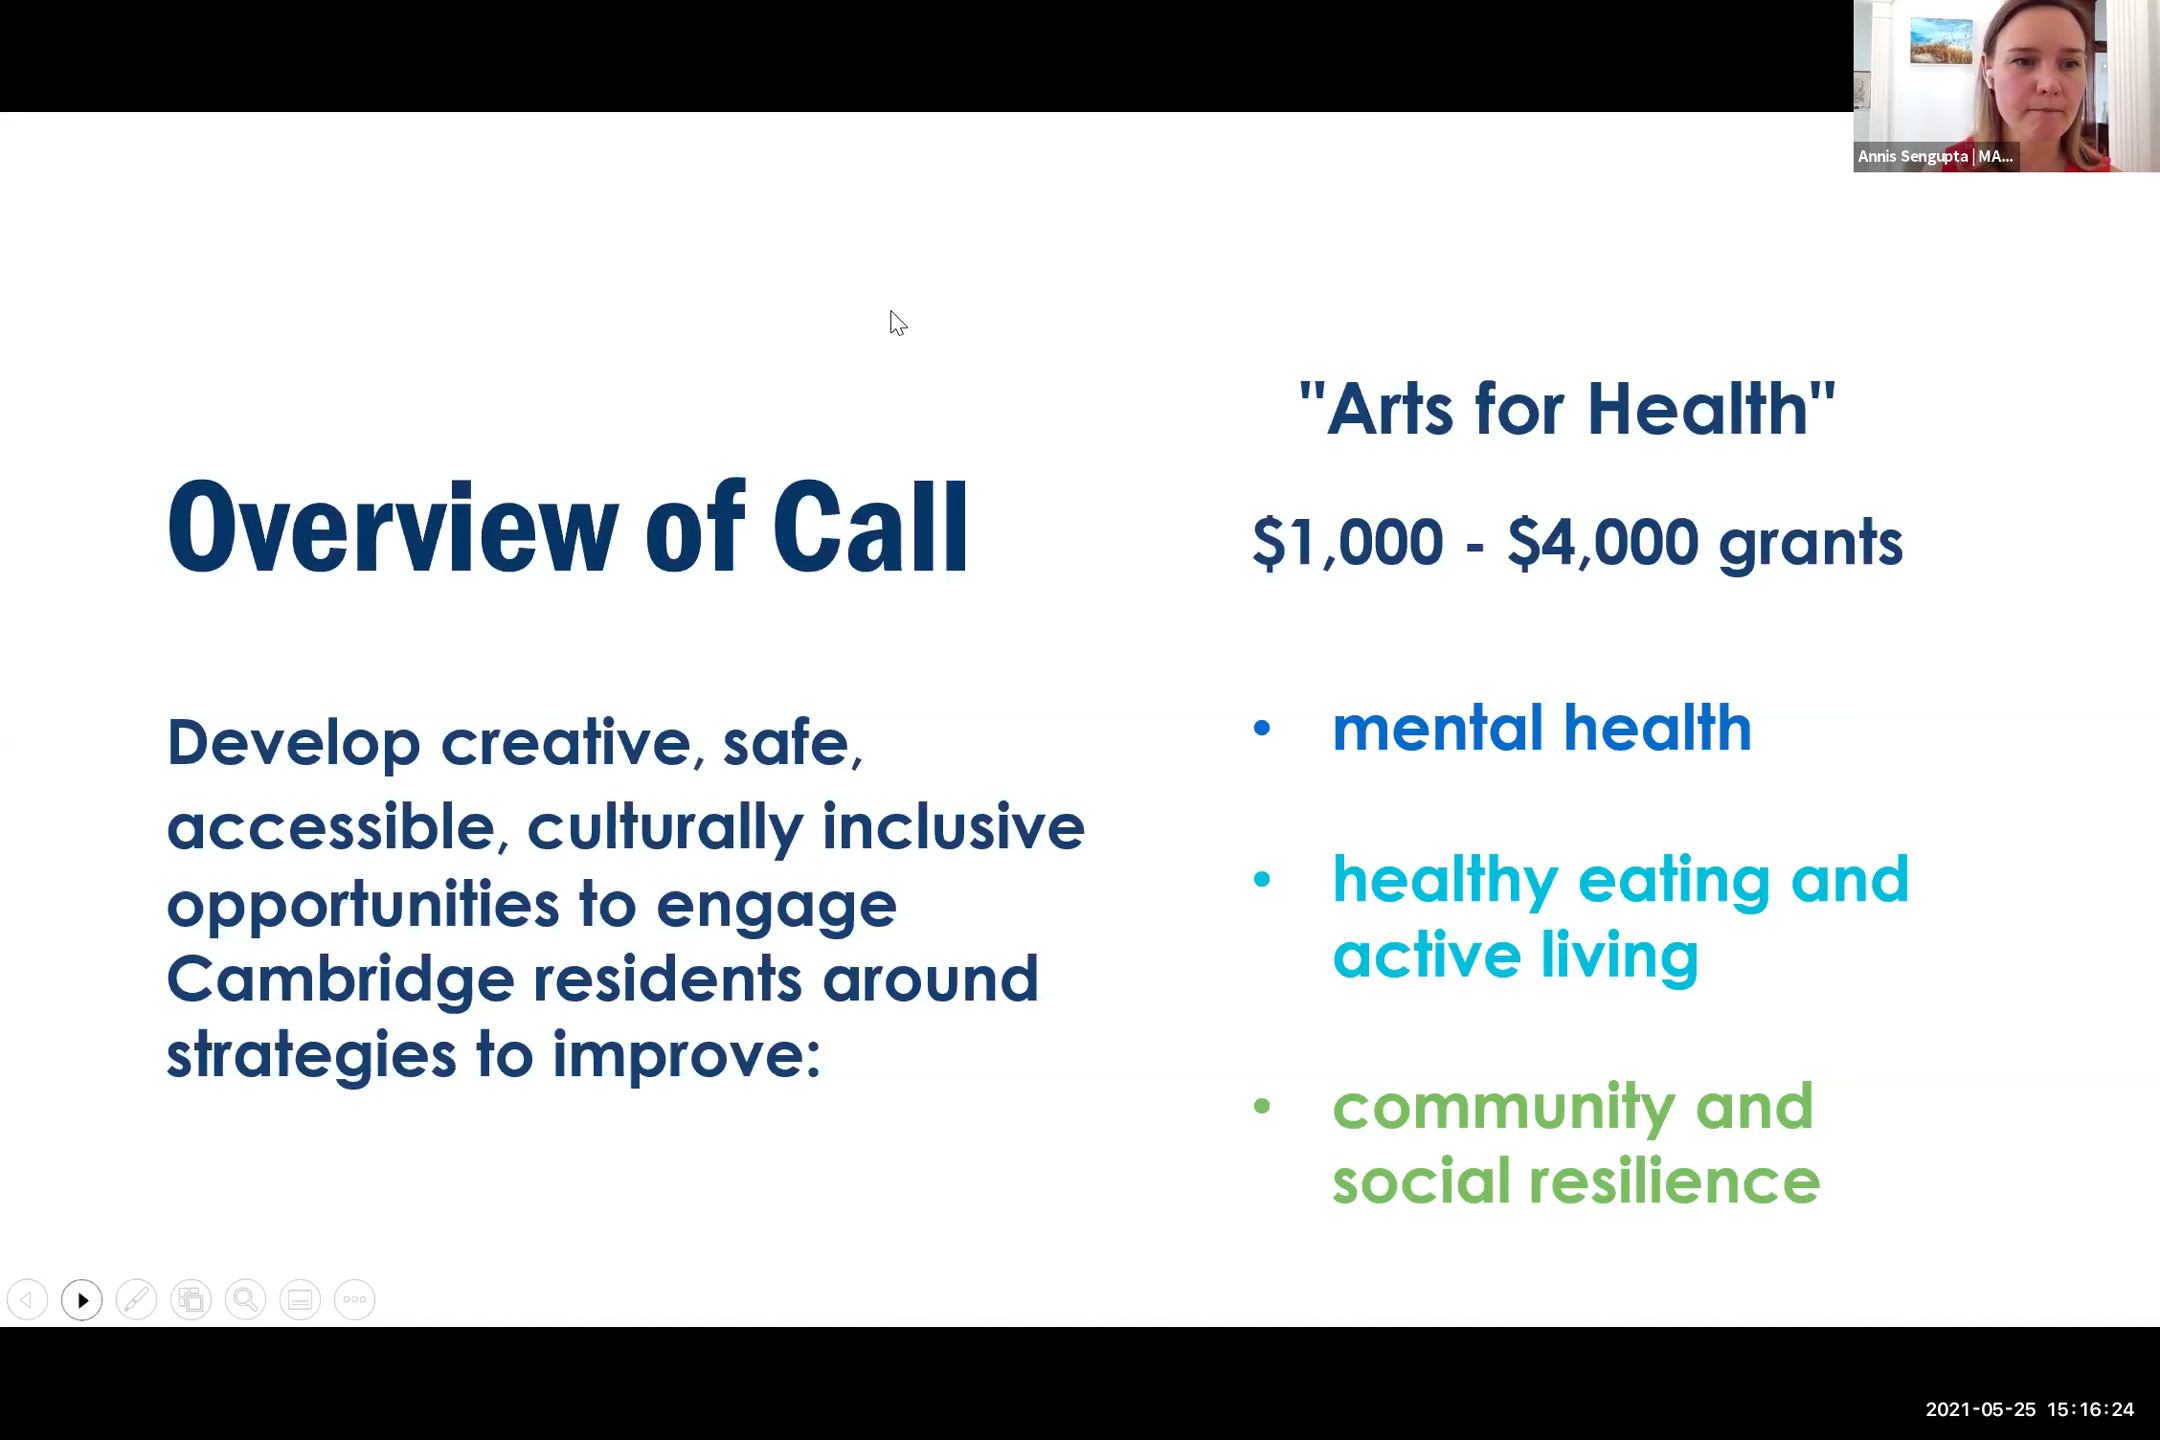 Annis Sengupta | MA...
Overview of Call
Develop creative, safe,
accessible, culturally inclusive
opportunities to engage
Cambridge residents around
strategies to improve:
"Arts for Health"
$1,000 - $4,000 grants
• mental health
• healthy eating and
active living
• community and
social resilience
2021-05-25 15:16:24